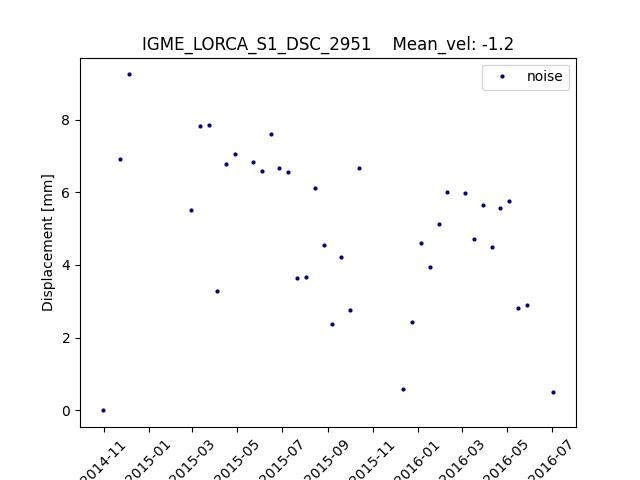 IGME_LORCA_S1_DSC_2951    Mean_vel: -1.2
noise
Displacement [mm]
8
6
4
2
0
2014-11 2015-01 2015-03 2015-05 2015-07 2015-09 2015-11 2016-01 2016-03 2016-05 2016-07